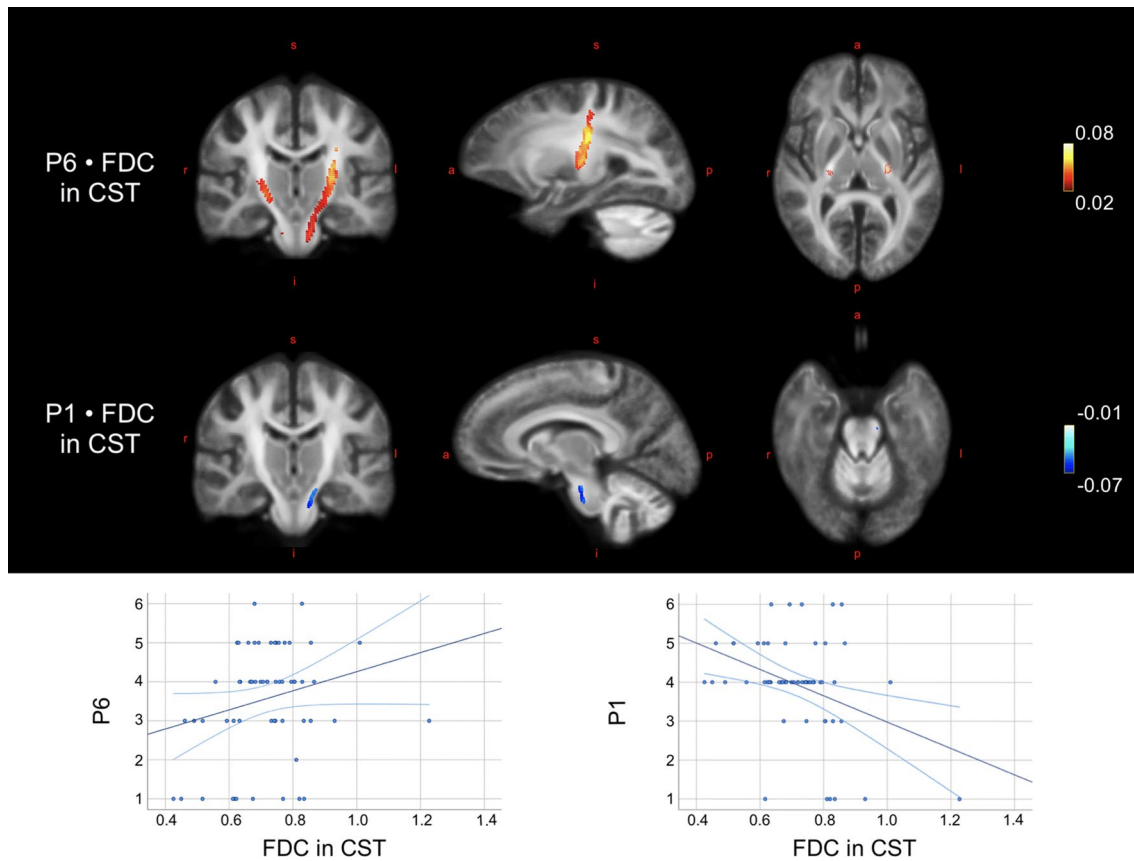 s s a
P6 • FDC
in CST
r l a p r l
0.08
0.02
i i p
a
s s
P1 • FDC
in CST
r l a p r l
-0.01
-0.07
i i p
6 6
5 5
4 4
P6 P1
3 3
2 2
1 1
0.4 0.6 0.8 1.0 1.2 1.4 0.4 0.6 0.8 1.0 1.2 1.4
FDC in CST FDC in CST